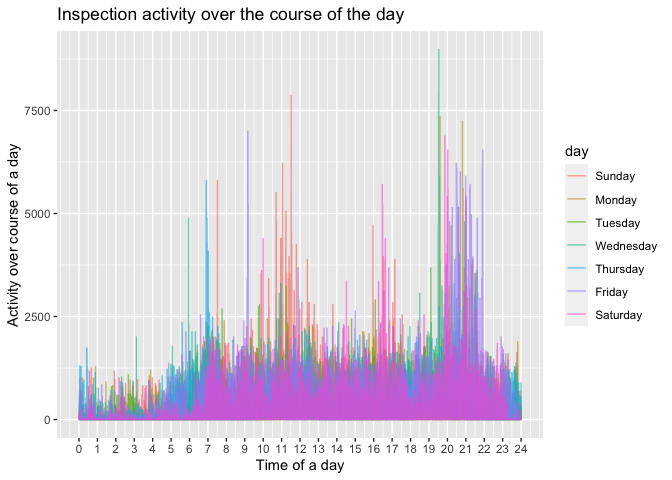 Inspection activity over the course of the day
Activity over course of a day
7500
5000
2500
0
0 1 2 3 4 5 6 7 8 9 10 11 12 13 14 15 16 17 18 19 20 21 22 23 24
Time of a day
day
Sunday
Monday
Tuesday
Wednesday
Thursday
Friday
Saturday